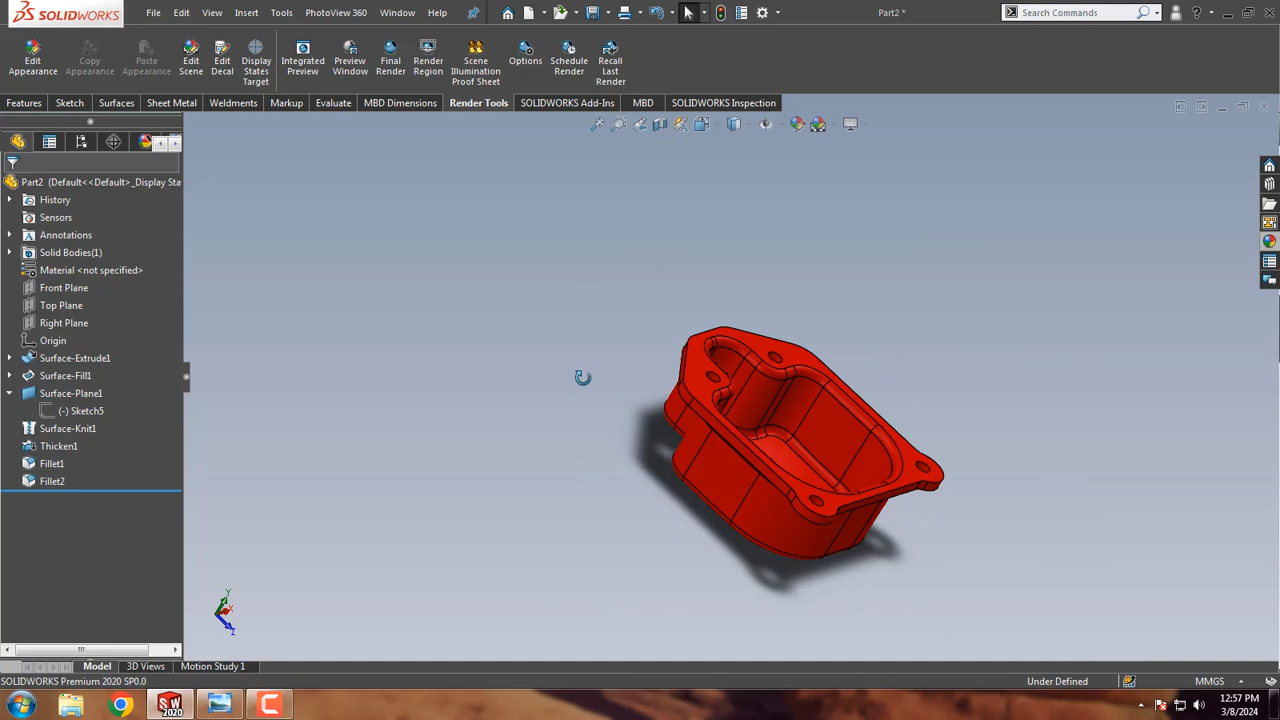 SOLIDWORKS File Edit View Insert Tools PhotoView 360 Window Help Part2 * Search Commands
Edit Appearance Copy Appearance Paste Appearance Edit Scene Edit Decal Display States Target Integrated Preview Preview Window Final Render Render Region Scene Illumination Proof Sheet Options Schedule Render Recall Last Render
Features Sketch Surfaces Sheet Metal Weldments Markup Evaluate MBD Dimensions Render Tools SOLIDWORKS Add-Ins MBD SOLIDWORKS Inspection
Part2 (Default<<Default>_Display Sta
History
Sensors
Annotations
Solid Bodies(1)
Material <not specified>
Front Plane
Top Plane
Right Plane
Origin
Surface-Extrude1
Surface-Fill1
Surface-Plane1
(-) Sketch5
Surface-Knit1
Thicken1
Fillet1
Fillet2
Y
X
Z
Model 3D Views Motion Study 1
SOLIDWORKS Premium 2020 SP0.0 Under Defined MMGS
SW 2020 12:57 PM
3/8/2024